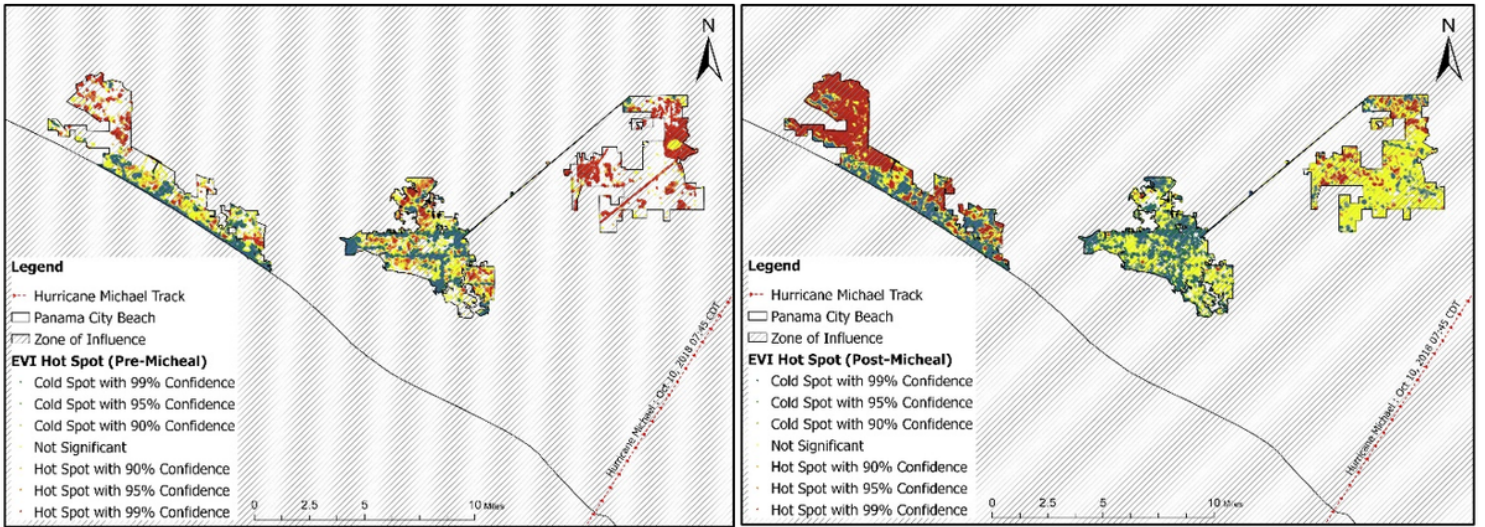 N
Legend
Hurricane Michael Track
Panama City Beach
Zone of Influence
EVI Hot Spot (Pre-Micheal)
Cold Spot with 99% Confidence
Cold Spot with 95% Confidence
Cold Spot with 90% Confidence
Not Significant
Hot Spot with 90% Confidence
Hot Spot with 95% Confidence
Hot Spot with 99% Confidence
0 2.5 5 10 Miles
Hurricane Michael : Oct 10, 2018 07:45 CDT
N
Legend
Hurricane Michael Track
Panama City Beach
Zone of Influence
EVI Hot Spot (Post-Micheal)
Cold Spot with 99% Confidence
Cold Spot with 95% Confidence
Cold Spot with 90% Confidence
Not Significant
Hot Spot with 90% Confidence
Hot Spot with 95% Confidence
Hot Spot with 99% Confidence
0 2.5 5 10 Miles
Hurricane Michael : Oct 10, 2018 07:45 CDT